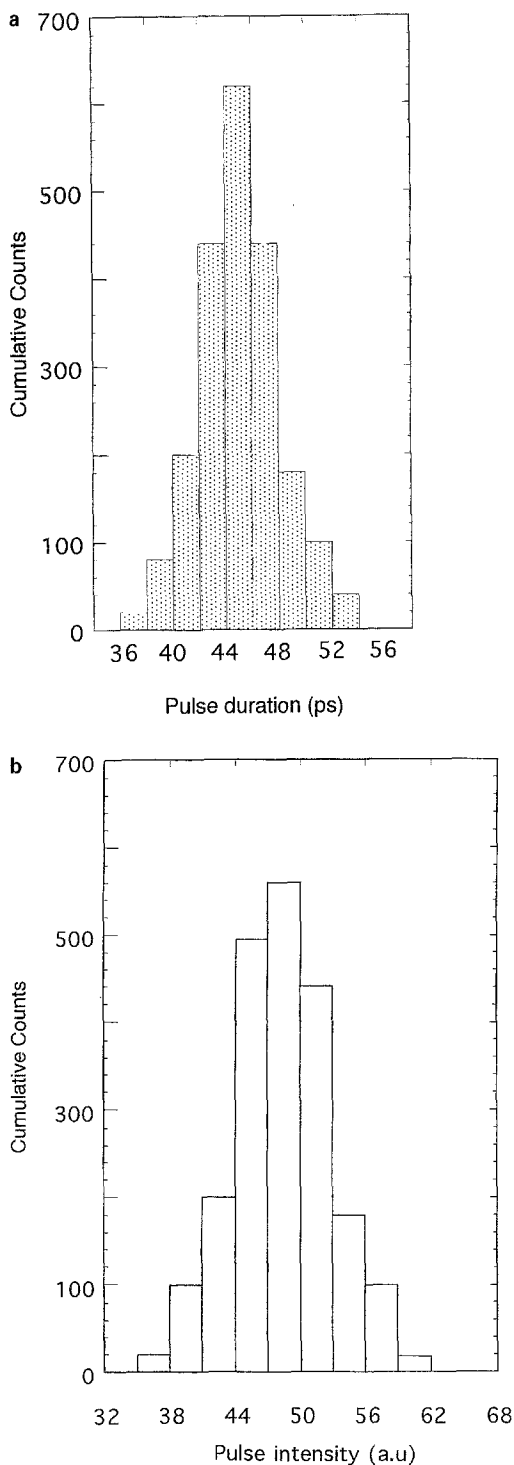 a
700
500
300
100
0
Cumulative Counts
36 40 44 48 52 56
Pulse duration (ps)
b
700
500
300
100
0
Cumulative Counts
32 38 44 50 56 62 68
Pulse intensity (a.u)